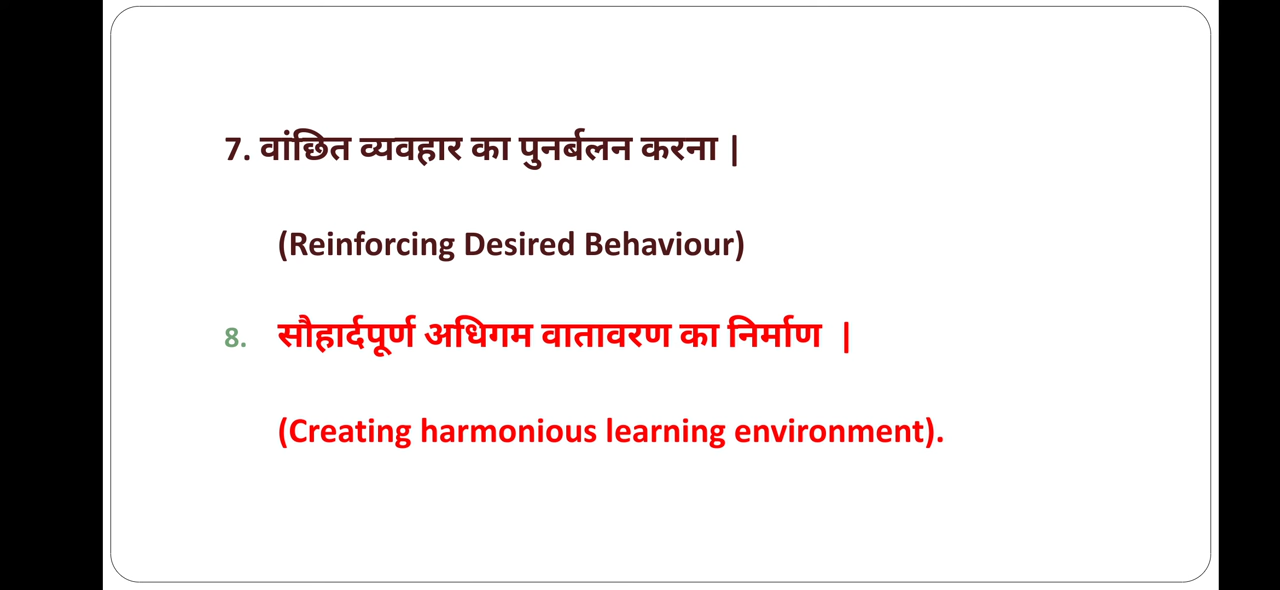 7. वांछित व्यवहार का पुनर्बलन करना |
(Reinforcing Desired Behaviour)
8. सौहार्दपूर्ण अधिगम वातावरण का निर्माण |
(Creating harmonious learning environment).